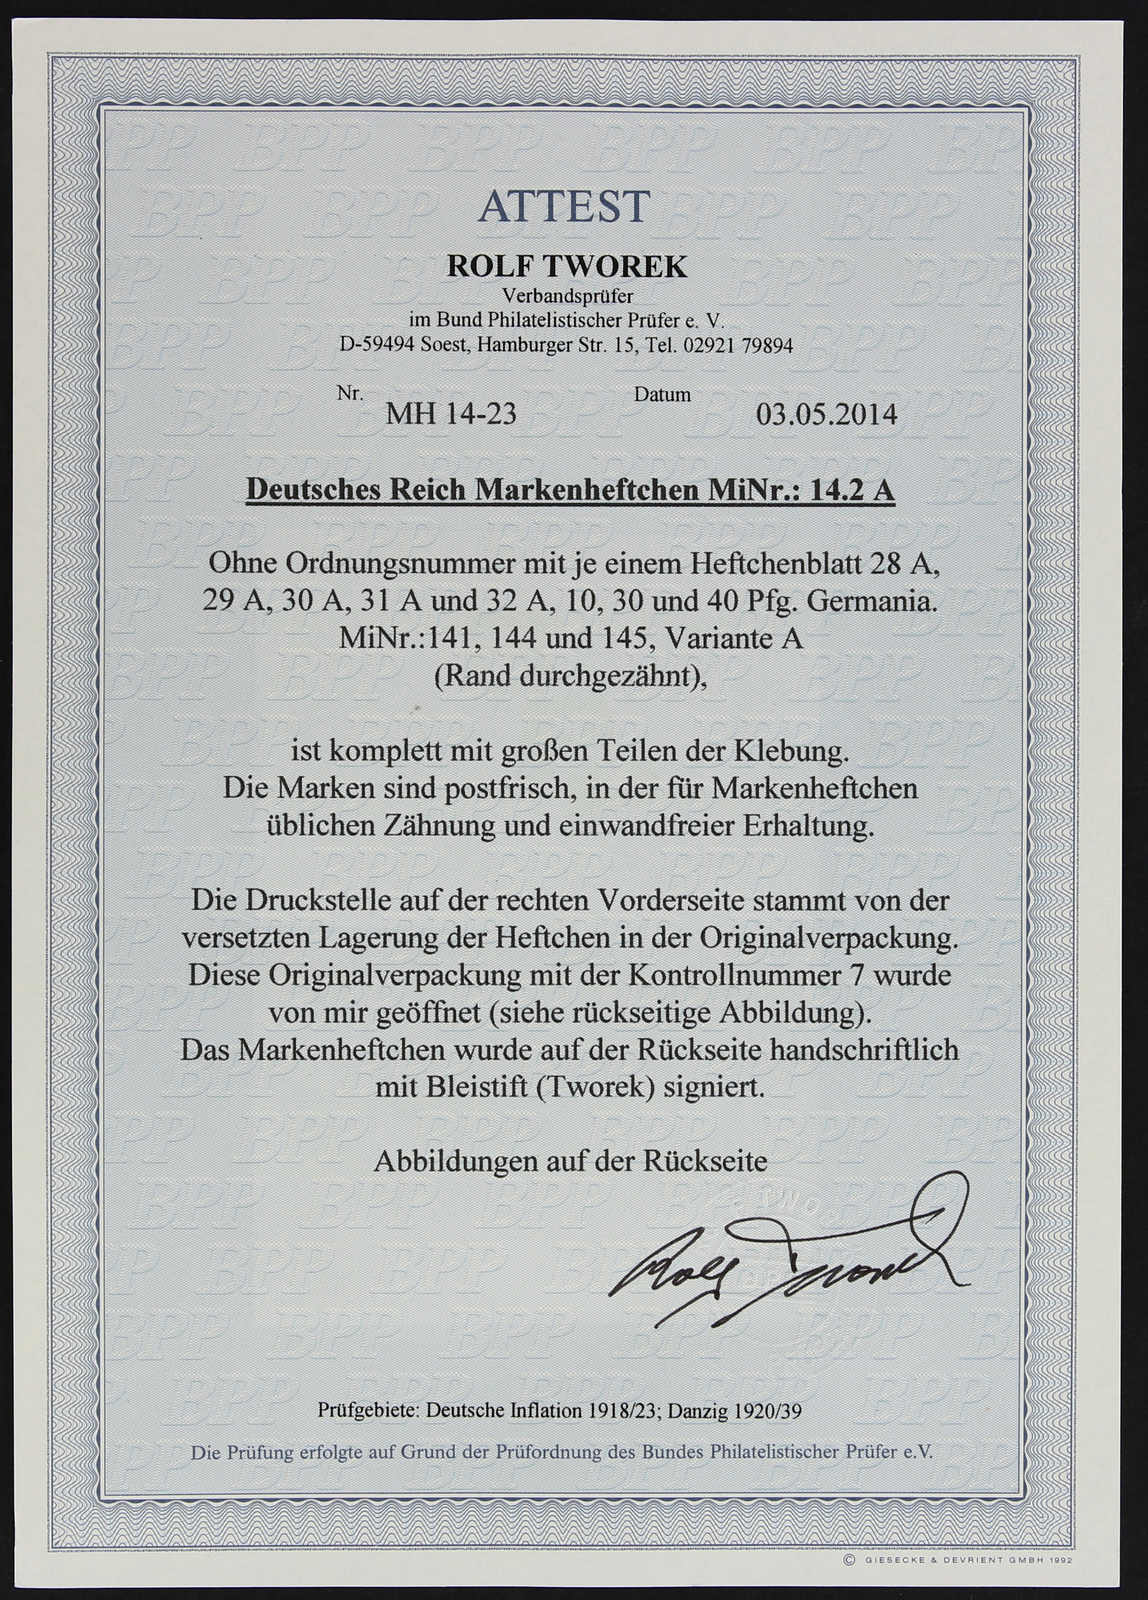 ATTEST
ROLF TWOREK
Verbandsprüfer
im Bund Philatelistischer Prüfer e. V.
D-59494 Soest, Hamburger Str. 15, Tel. 02921 79894
Nr. MH 14-23 Datum 03.05.2014
Deutsches Reich Markenheftchen MiNr.: 14.2 A
Ohne Ordnungsnummer mit je einem Heftchenblatt 28 A,
29 A, 30 A, 31 A und 32 A, 10, 30 und 40 Pfg. Germania.
MiNr.:141, 144 und 145, Variante A
(Rand durchgezähnt),
ist komplett mit großen Teilen der Klebung.
Die Marken sind postfrisch, in der für Markenheftchen
üblichen Zähnung und einwandfreier Erhaltung.
Die Druckstelle auf der rechten Vorderseite stammt von der
versetzten Lagerung der Heftchen in der Originalverpackung.
Diese Originalverpackung mit der Kontrollnummer 7 wurde
von mir geöffnet (siehe rückseitige Abbildung).
Das Markenheftchen wurde auf der Rückseite handschriftlich
mit Bleistift (Tworek) signiert.
Abbildungen auf der Rückseite
Rolf Tworek
Prüfgebiete: Deutsche Inflation 1918/23; Danzig 1920/39
Die Prüfung erfolgte auf Grund der Prüfordnung des Bundes Philatelistischer Prüfer e.V.
© GIESECKE & DEVRIENT GMBH 1992